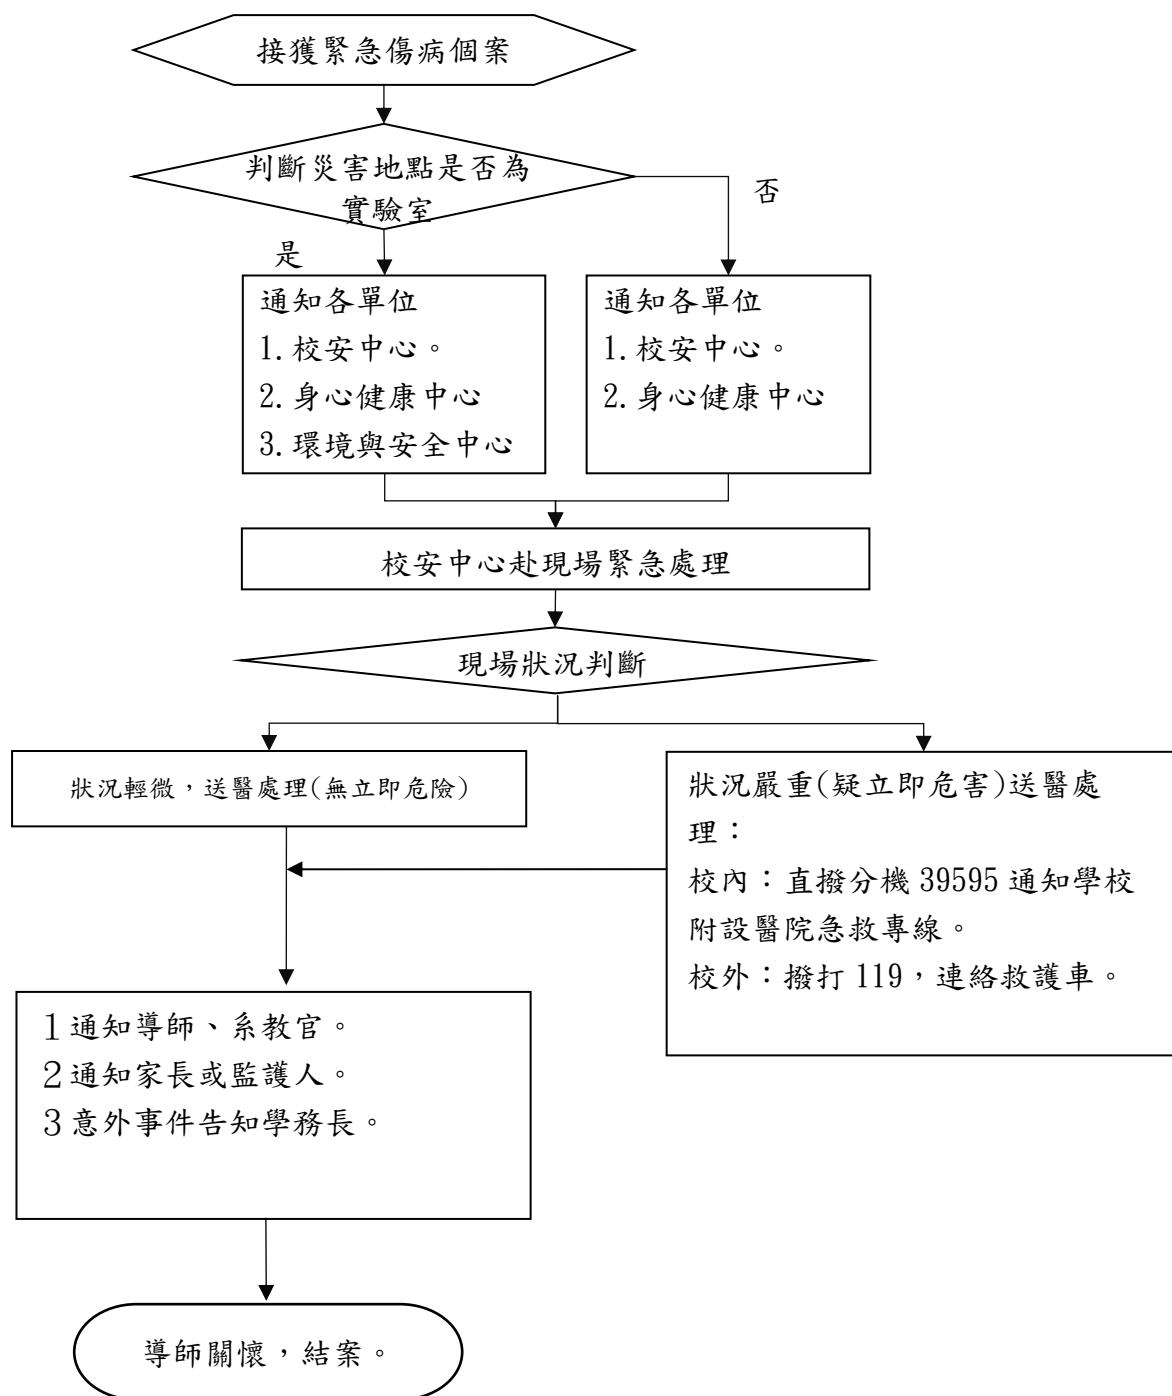 接獲緊急傷病個案
判斷災害地點是否為
實驗室
否
是
通知各單位
1.校安中心。
2.身心健康中心
3.環境與安全中心
通知各單位
1.校安中心。
2.身心健康中心
校安中心赴現場緊急處理
現場狀況判斷
狀況輕微，送醫處理(無立即危險)
狀況嚴重(疑立即危害)送醫處
理：
校內：直撥分機 39595 通知學校
附設醫院急救專線。
校外：撥打 119，連絡救護車。
１通知導師、系教官。
２通知家長或監護人。
３意外事件告知學務長。
導師關懷，結案。